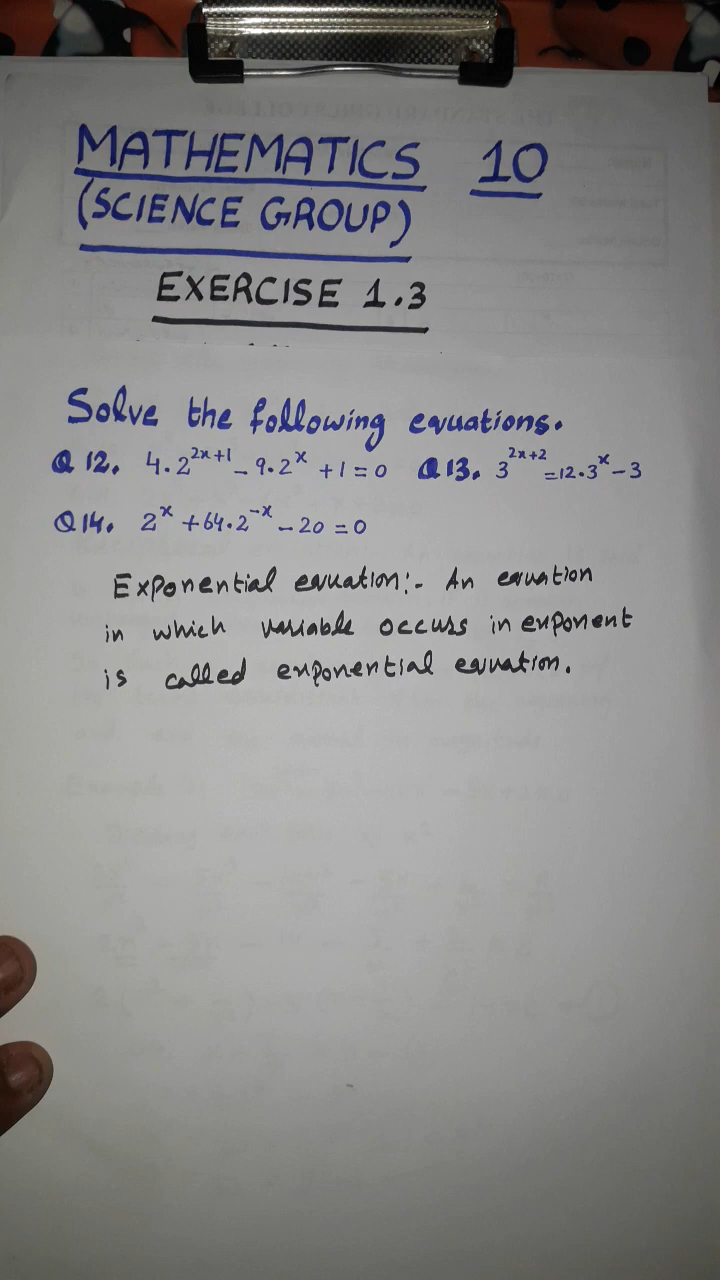 MATHEMATICS 10
(SCIENCE GROUP)
EXERCISE 1.3
Solve the following equations.
Q 12. 4.2^{2x+1} - 9.2^x + 1 = 0 Q 13. 3^{2x+2} = 12.3^x - 3
Q 14. 2^x + 64.2^{-x} - 20 = 0
Exponential equation:- An equation
in which variable occurs in exponent
is called exponential equation.